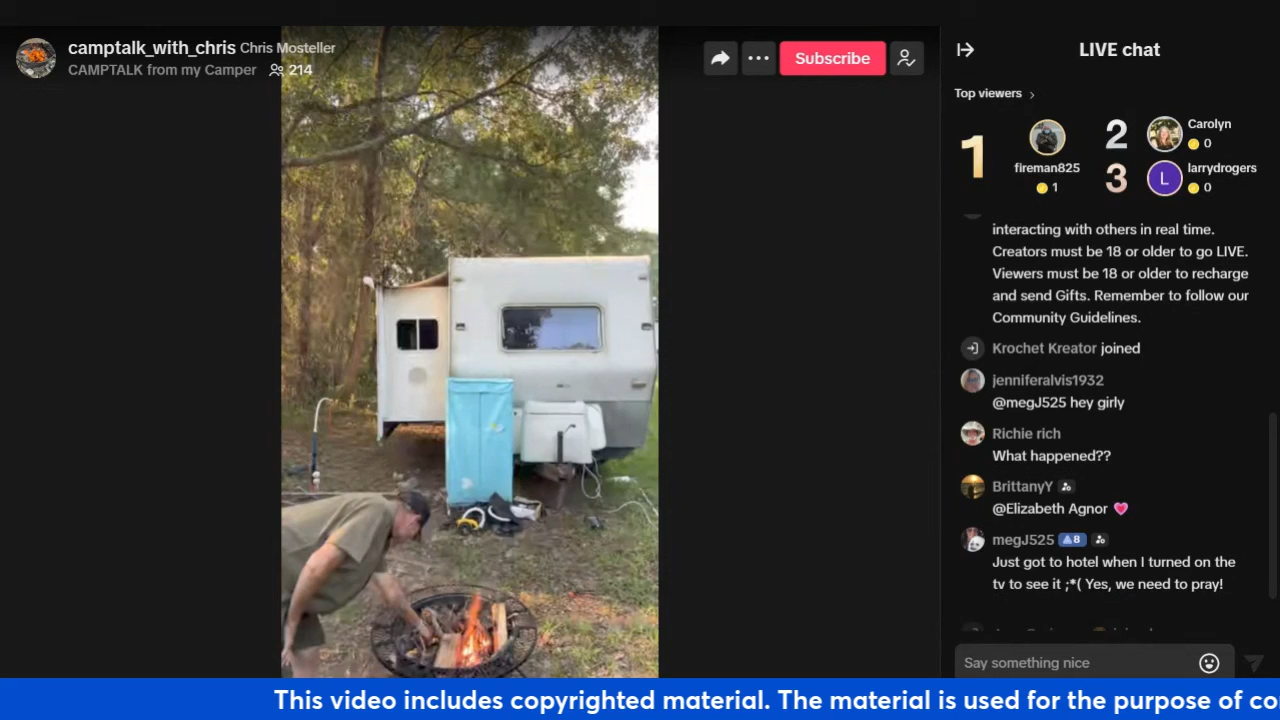 camptalk_with_chris Chris Mosteller
CAMPTALK from my Camper 214
Subscribe
LIVE chat
Top viewers
1 fireman825 1
2 Carolyn 0
3 L larrydrogers 0
interacting with others in real time.
Creators must be 18 or older to go LIVE.
Viewers must be 18 or older to recharge
and send Gifts. Remember to follow our
Community Guidelines.
Krochet Kreator joined
jenniferalvis1932
@megJ525 hey girly
Richie rich
What happened??
BrittanyY
@Elizabeth Agnor 💗
megJ525 8
Just got to hotel when I turned on the
tv to see it ;*( Yes, we need to pray!
Say something nice
This video includes copyrighted material. The material is used for the purpose of co